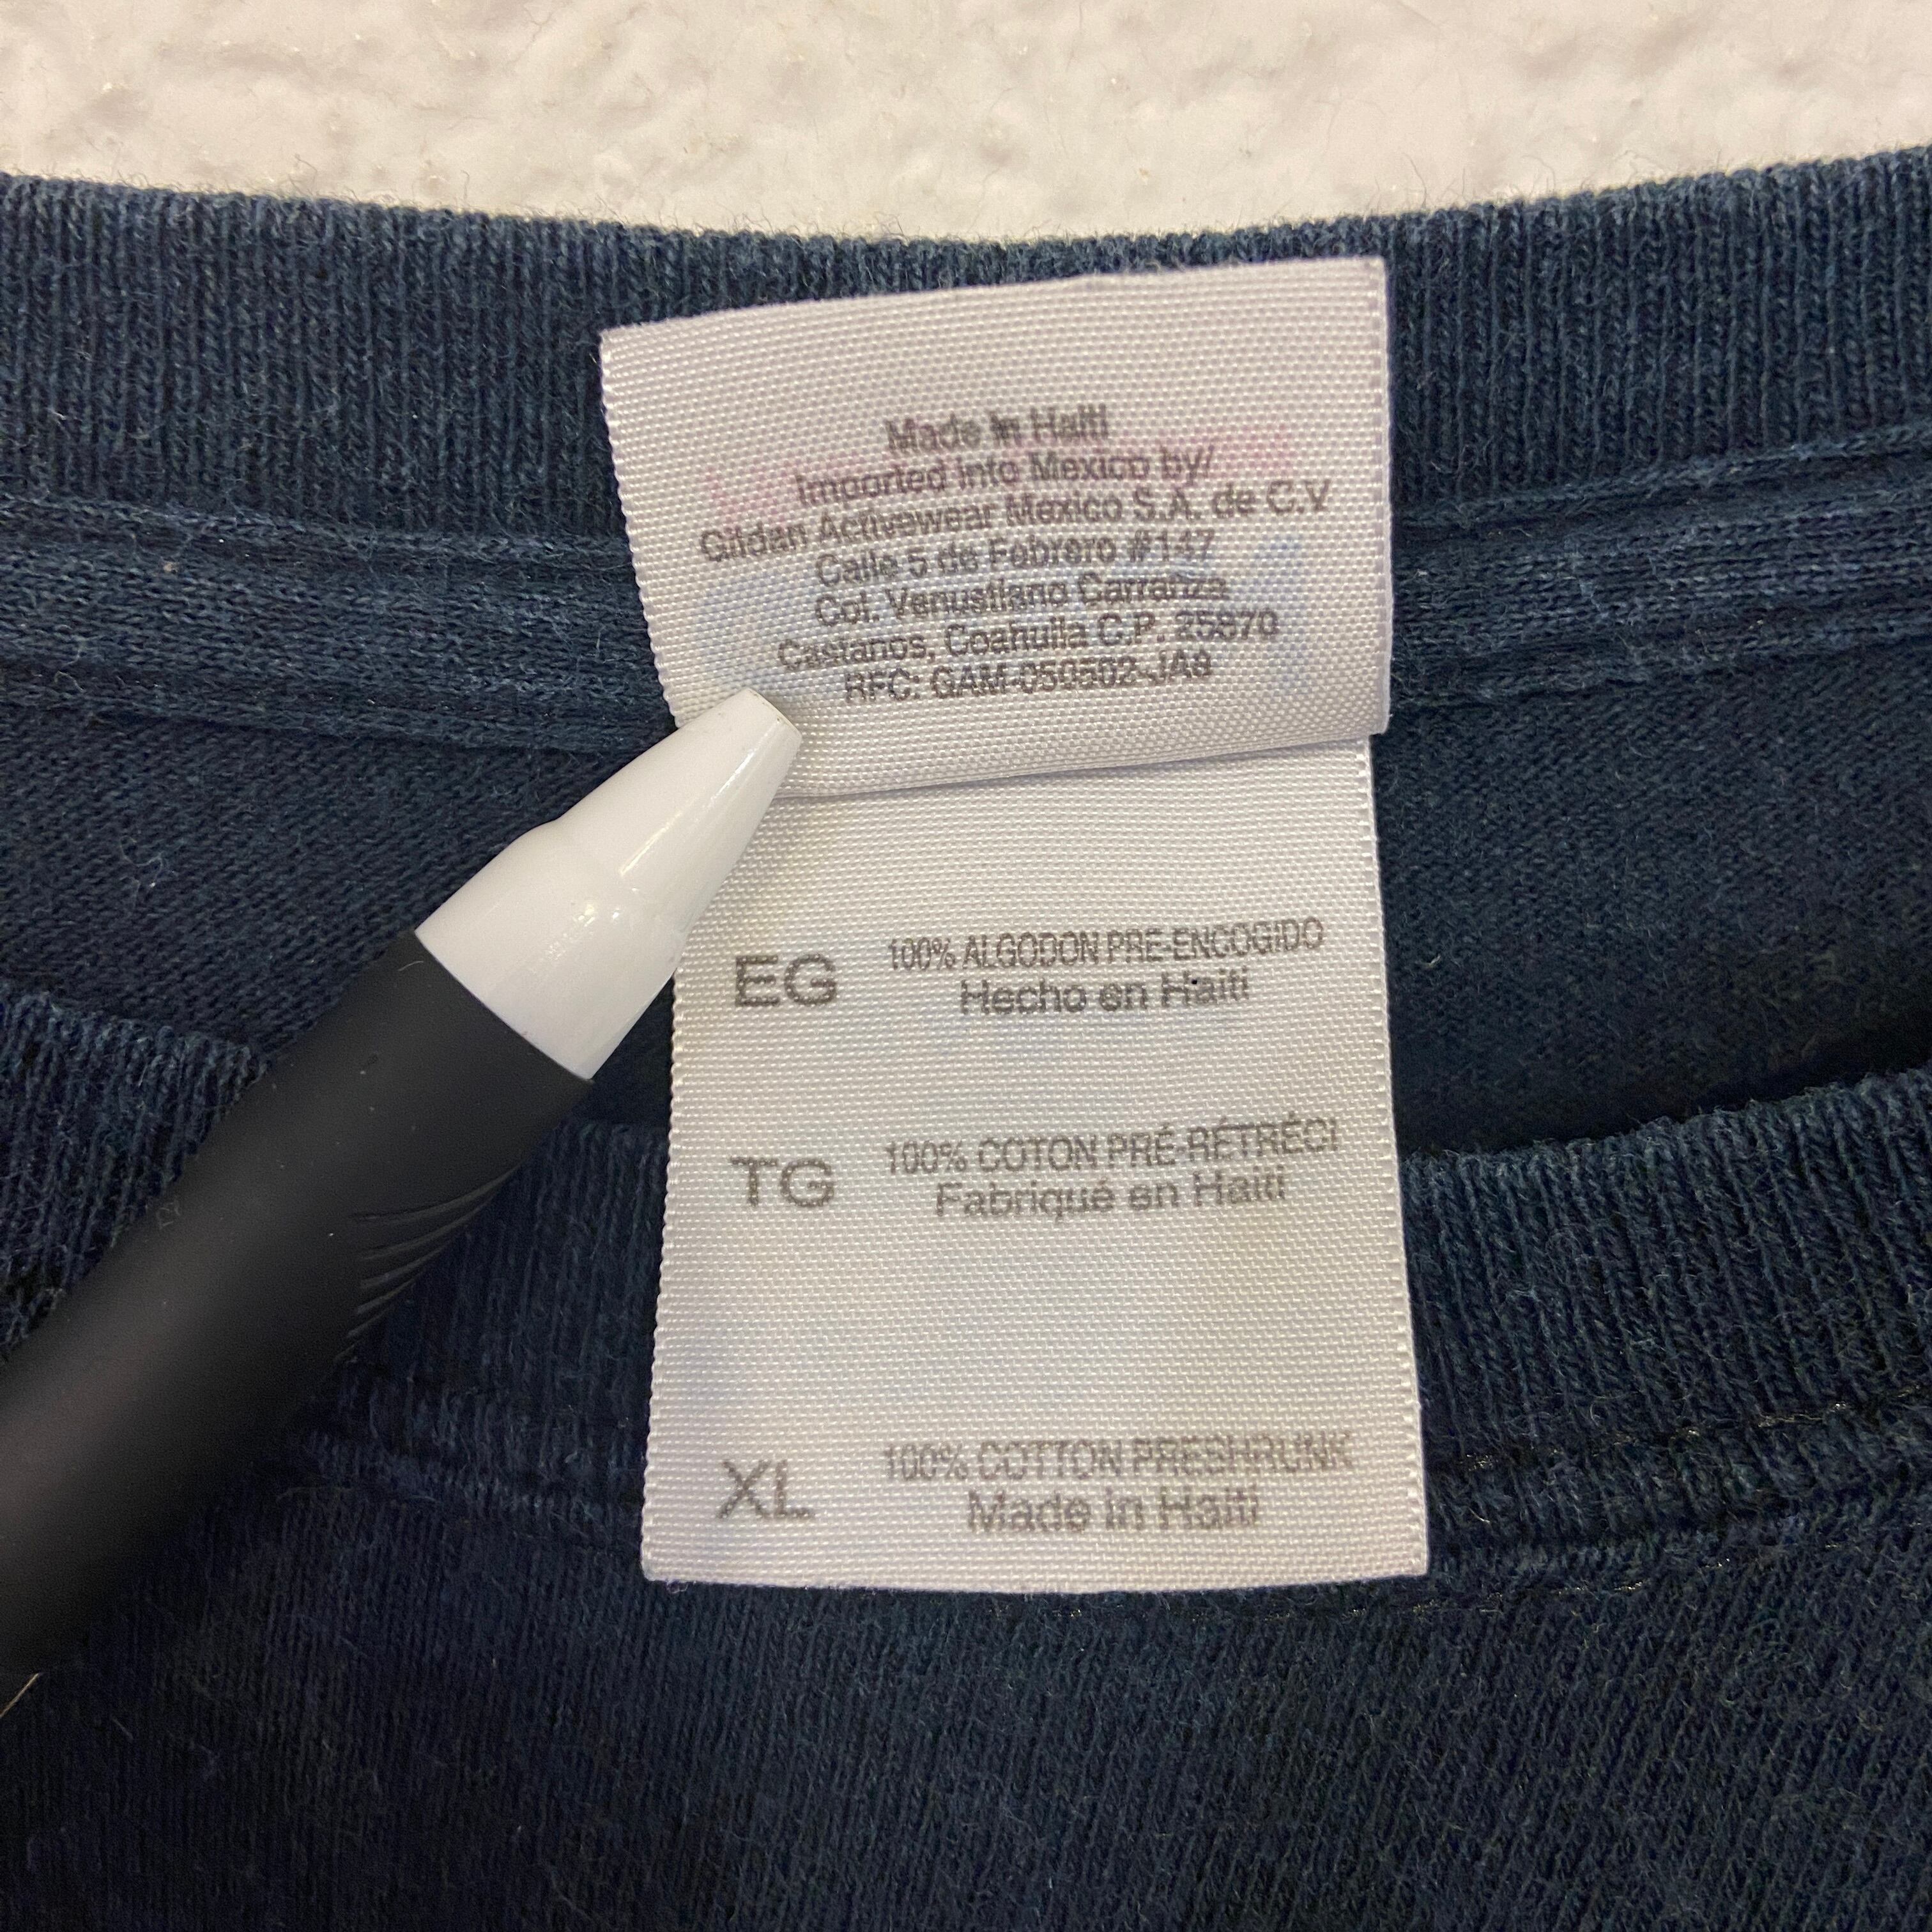 Made in Haiti
Imported into Mexico by/
Gildan Activewear Mexico S.A. de C.V
Calle 5 de Febrero #147
Col. Venustiano Carranza
Castanos, Coahuila C.P. 25870
RFC: GAM-050502-JA9
EG 100% ALGODON PRE-ENCOGIDO
Hecho en Haiti
TG 100% COTON PRÉ-RÉTRÉCI
Fabriqué en Haiti
XL 100% COTTON PRESHRUNK
Made in Haiti